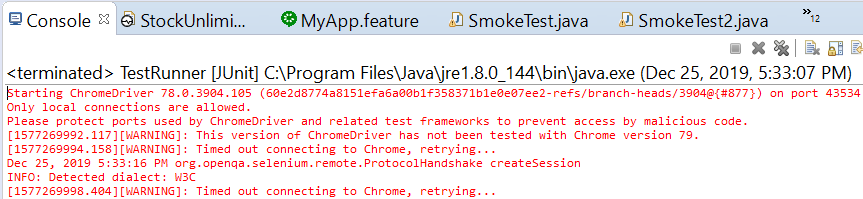 Console StockUnlimi... MyApp.feature SmokeTest.java SmokeTest2.java »12
<terminated> TestRunner [JUnit] C:\Program Files\Java\jre1.8.0_144\bin\java.exe (Dec 25, 2019, 5:33:07 PM)
Starting ChromeDriver 78.0.3904.105 (60e2d8774a8151efa6a00b1f358371b1e0e07ee2-refs/branch-heads/3904@{#877}) on port 43534
Only local connections are allowed.
Please protect ports used by ChromeDriver and related test frameworks to prevent access by malicious code.
[1577269992.117][WARNING]: This version of ChromeDriver has not been tested with Chrome version 79.
[1577269994.158][WARNING]: Timed out connecting to Chrome, retrying...
Dec 25, 2019 5:33:16 PM org.openqa.selenium.remote.ProtocolHandshake createSession
INFO: Detected dialect: W3C
[1577269998.404][WARNING]: Timed out connecting to Chrome, retrying...